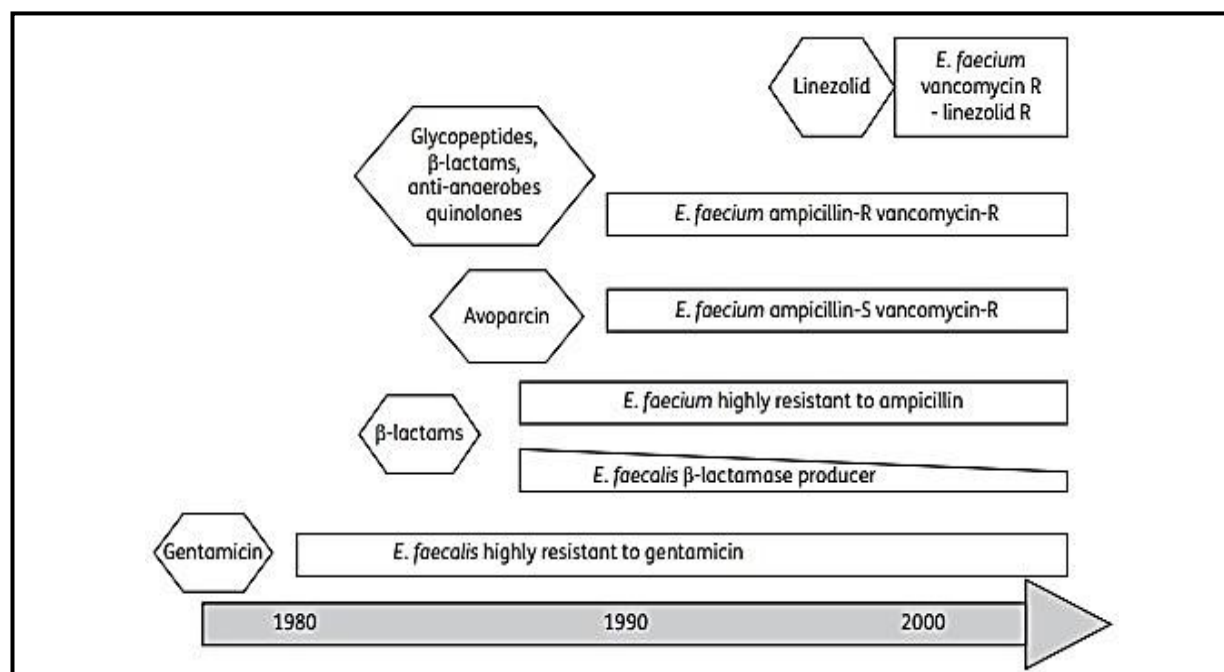 Linezolid
E. faecium
vancomycin R
- linezolid R
Glycopeptides,
β-lactams,
anti-anaerobes
quinolones
E. faecium ampicillin-R vancomycin-R
Avoparcin
E. faecium ampicillin-S vancomycin-R
β-lactams
E. faecium highly resistant to ampicillin
E. faecalis β-lactamase producer
Gentamicin
E. faecalis highly resistant to gentamicin
1980 1990 2000